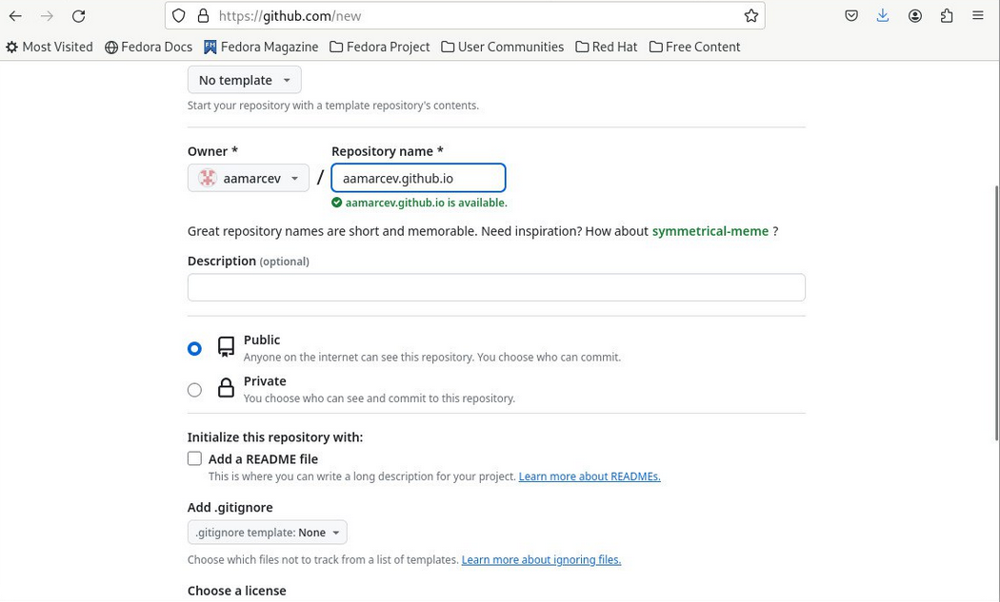 https://github.com/new
Most Visited Fedora Docs Fedora Magazine Fedora Project User Communities Red Hat Free Content
No template
Start your repository with a template repository's contents.
Owner * Repository name *
aamarcev / aamarcev.github.io
aamarcev.github.io is available.
Great repository names are short and memorable. Need inspiration? How about symmetrical-meme ?
Description (optional)
Public
Anyone on the internet can see this repository. You choose who can commit.
Private
You choose who can see and commit to this repository.
Initialize this repository with:
Add a README file
This is where you can write a long description for your project. Learn more about READMEs.
Add .gitignore
.gitignore template: None
Choose which files not to track from a list of templates. Learn more about ignoring files.
Choose a license